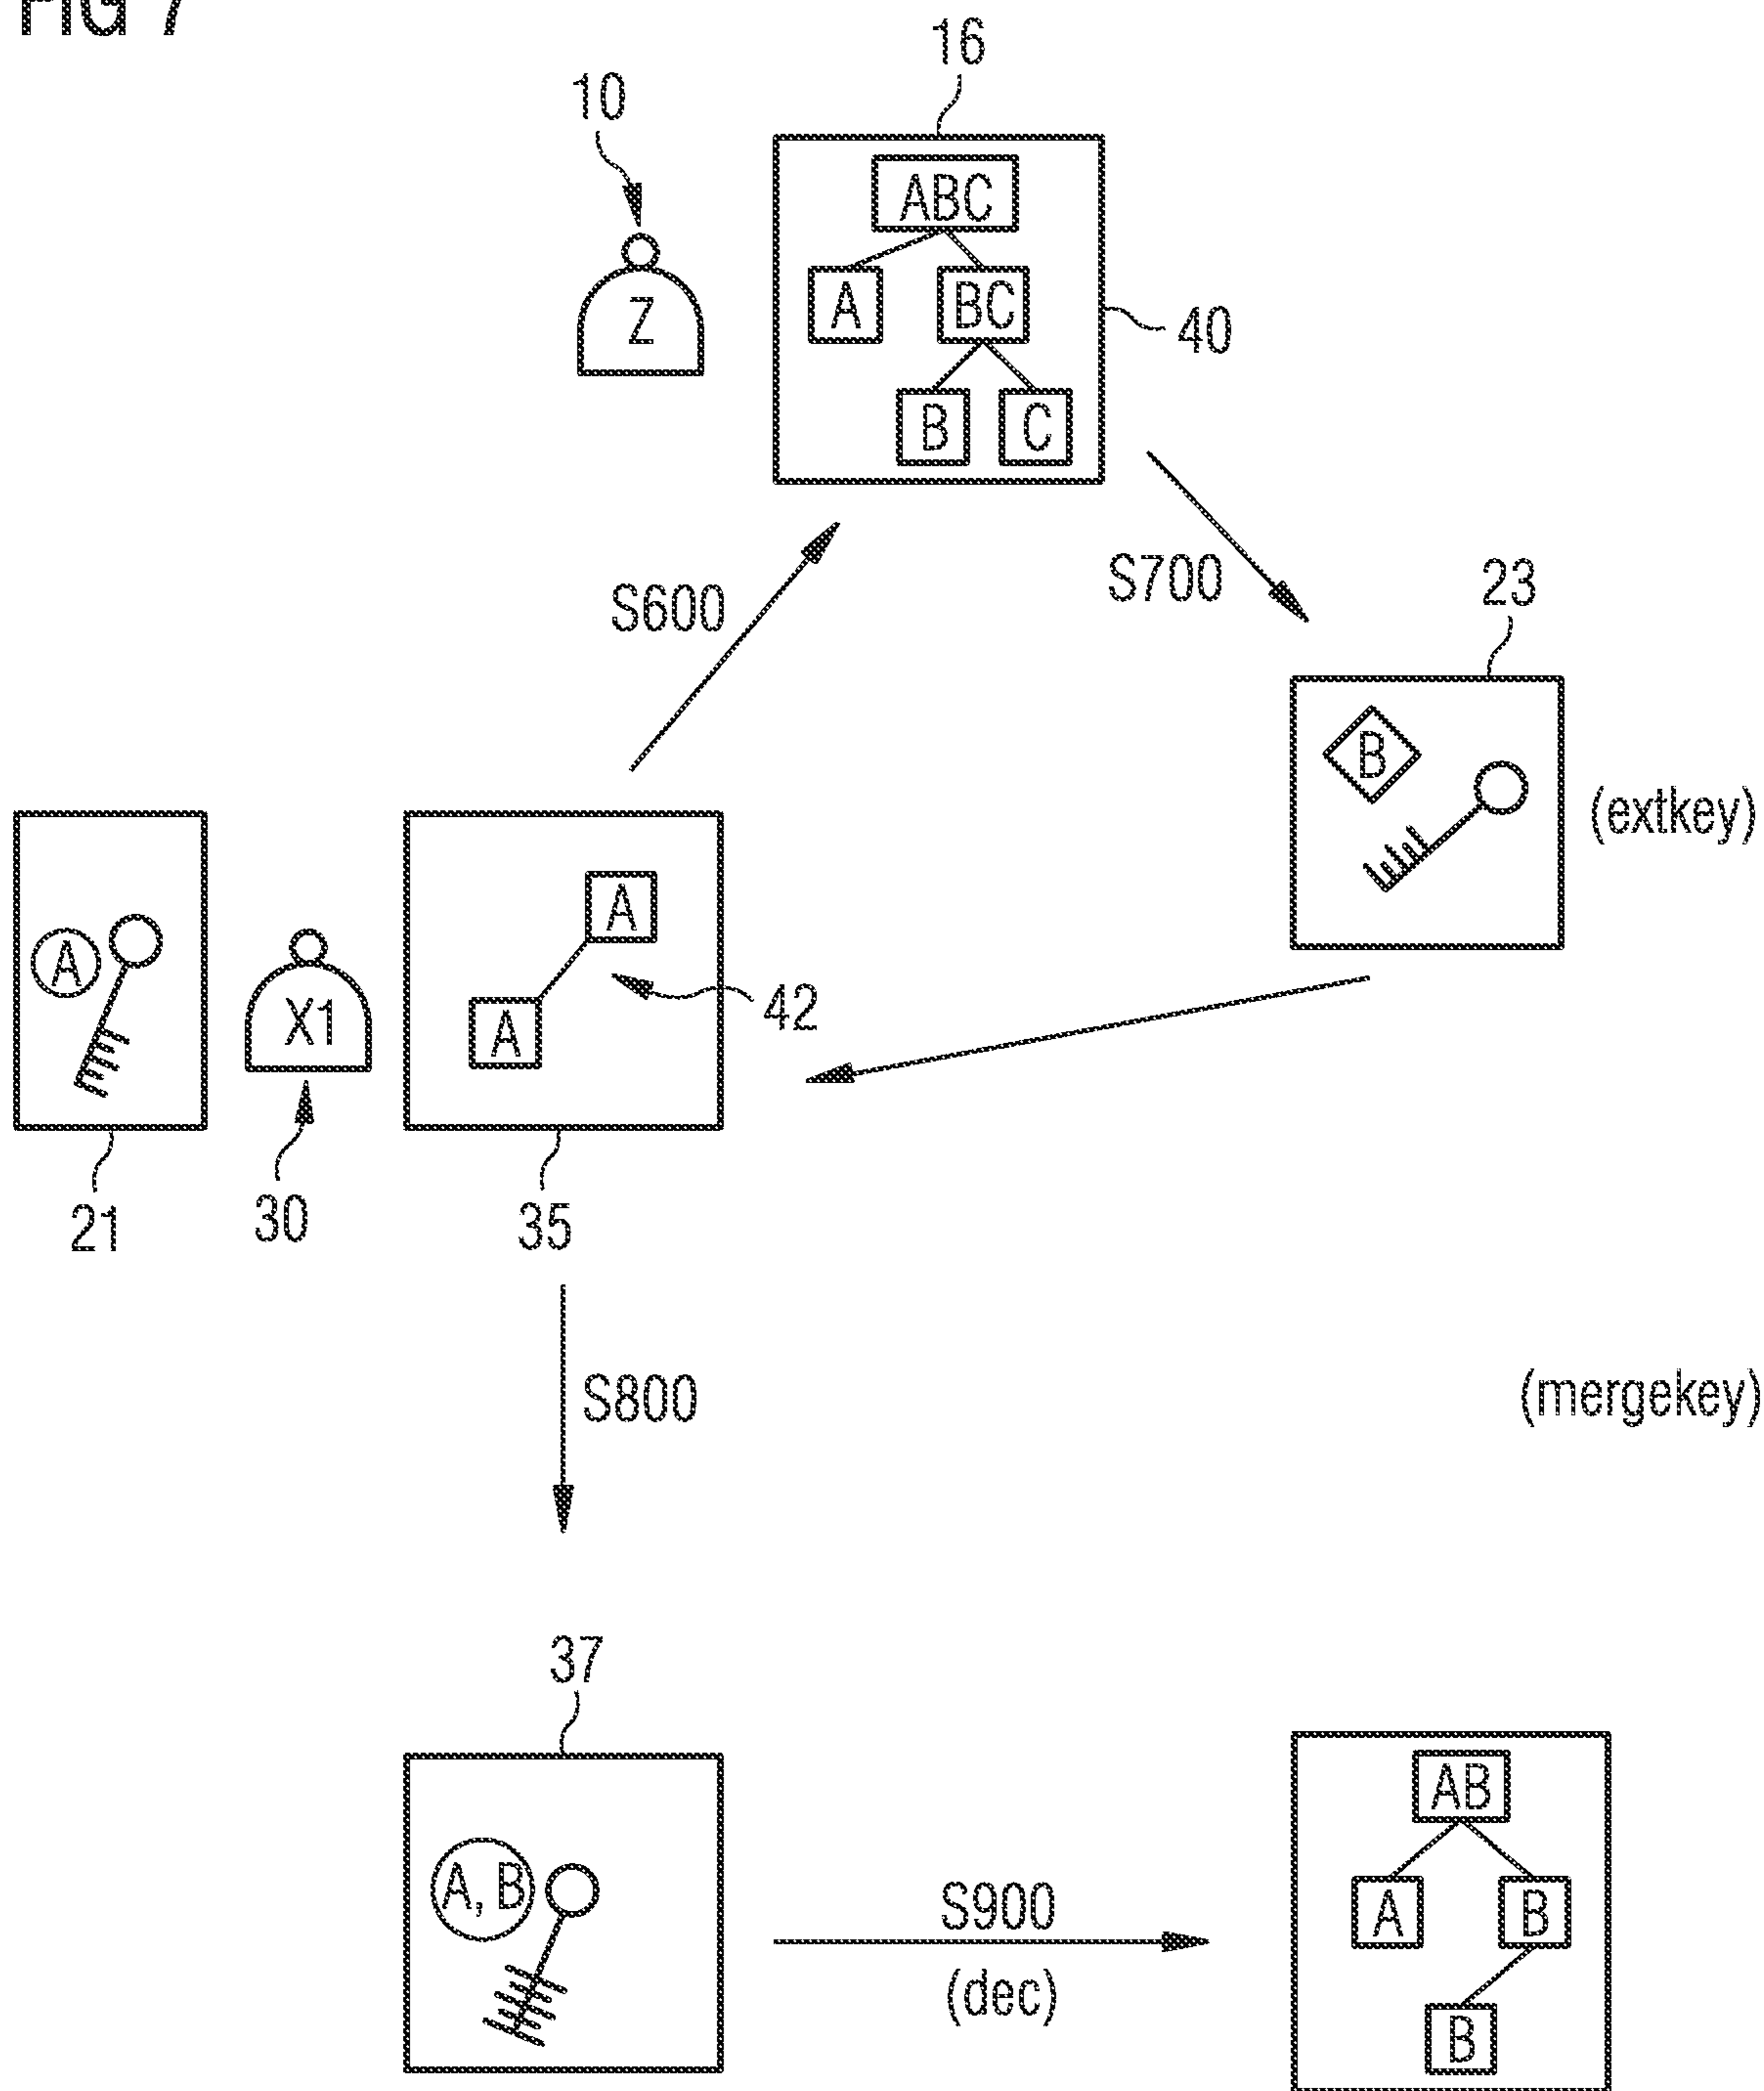 FIG 7
16
10
ABC
Z
A
BC
40
B
C
S600
S700
23
B
(extkey)
A
A
X1
A
42
21
30
35
S800
(mergekey)
37
AB
A, B
S900
A
B
(dec)
B